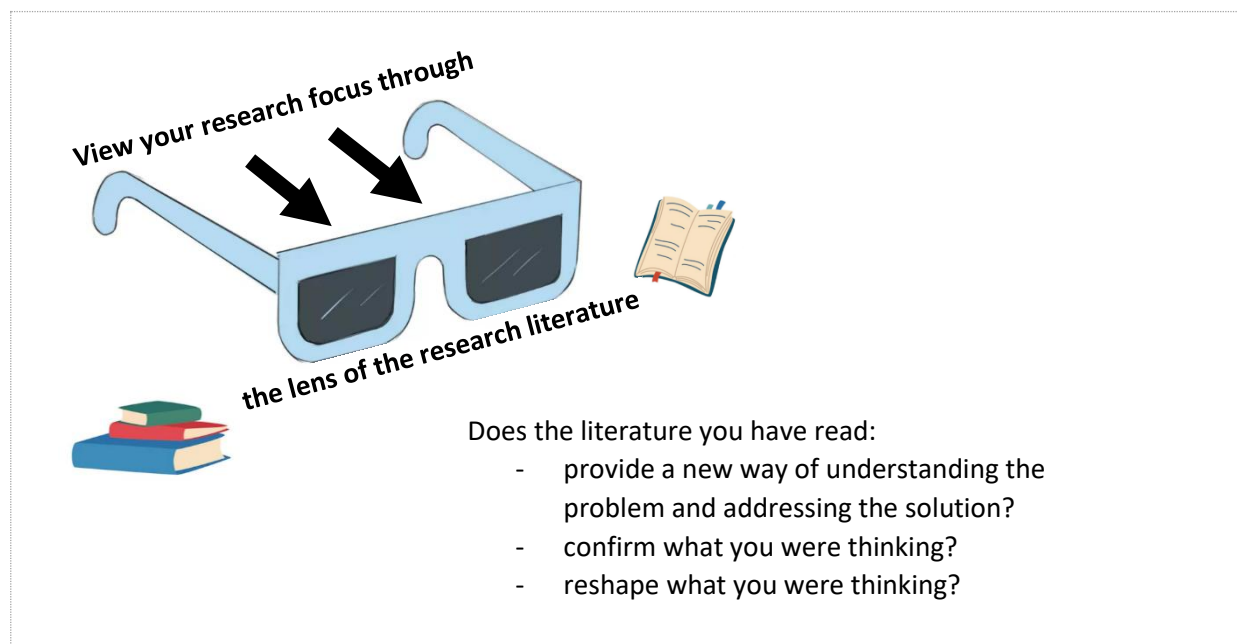 View your research focus through
the lens of the research literature
Does the literature you have read:
- provide a new way of understanding the
problem and addressing the solution?
- confirm what you were thinking?
- reshape what you were thinking?